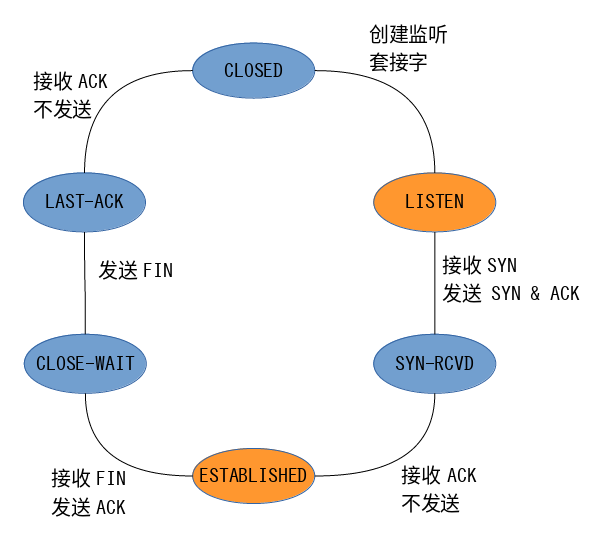 创建监听
套接字
CLOSED
接收 ACK
不发送
LAST-ACK
LISTEN
发送 FIN
接收 SYN
发送 SYN & ACK
CLOSE-WAIT
SYN-RCVD
接收 FIN
发送 ACK
ESTABLISHED
接收 ACK
不发送